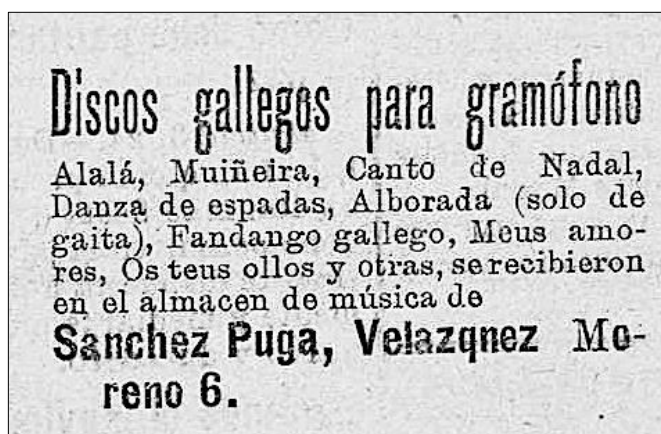 Discos gallegos para gramófono
Alalá, Muiñeira, Canto de Nadal,
Danza de espadas, Alborada (solo de
gaita), Fandango gallego, Meus amo-
res, Os teus ollos y otras, se recibieron
en el almacen de música de
Sanchez Puga, Velazqnez Mo-
reno 6.